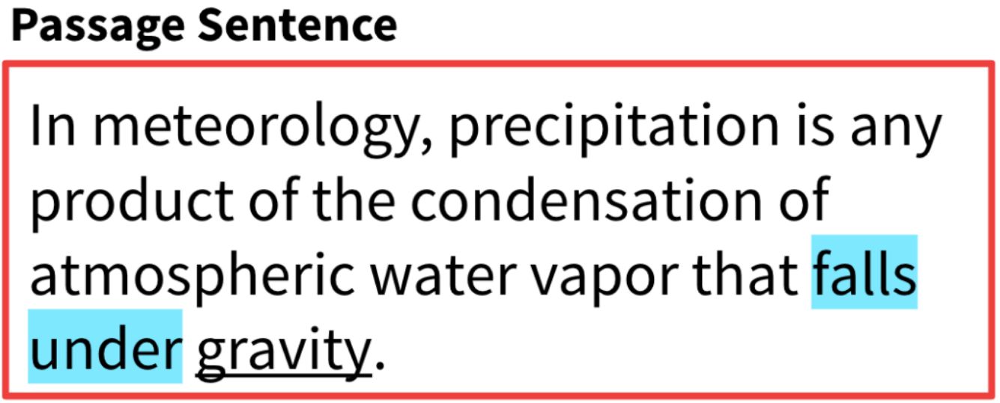 Passage Sentence
In meteorology, precipitation is any
product of the condensation of
atmospheric water vapor that falls
under gravity.